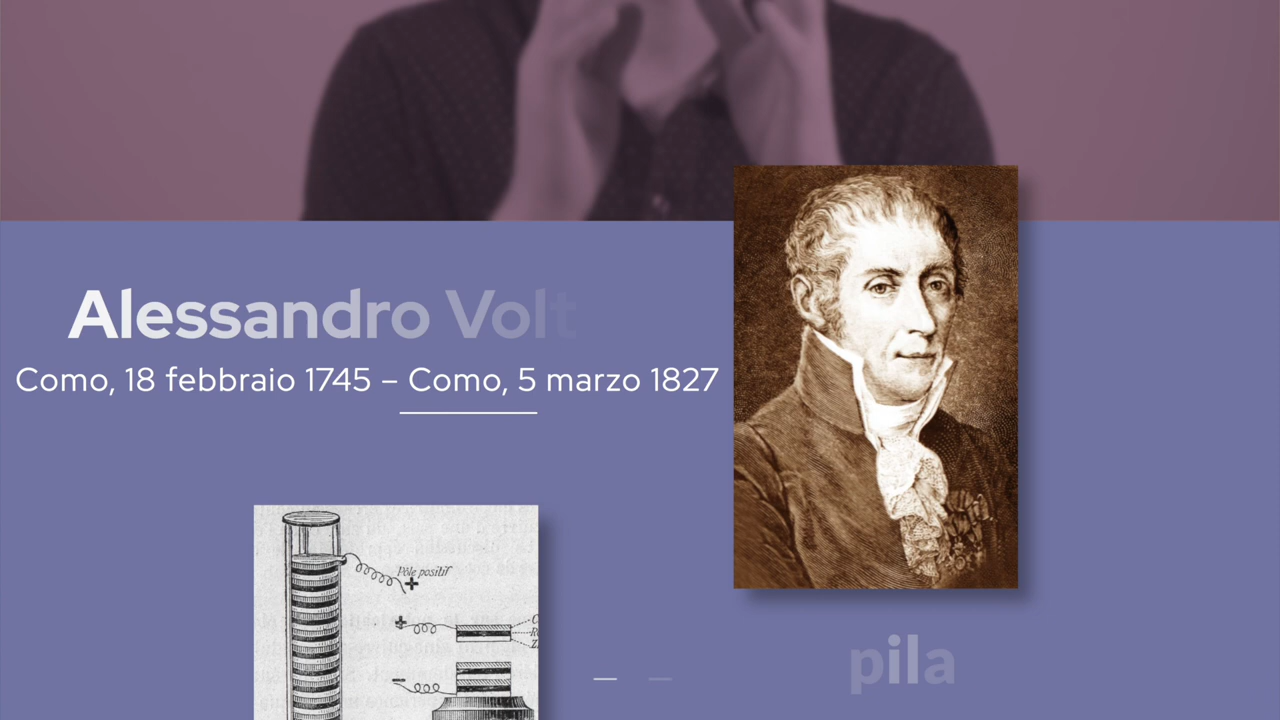 Alessandro Volt
Como, 18 febbraio 1745 – Como, 5 marzo 1827
Pôle positif
+
+
–
pila